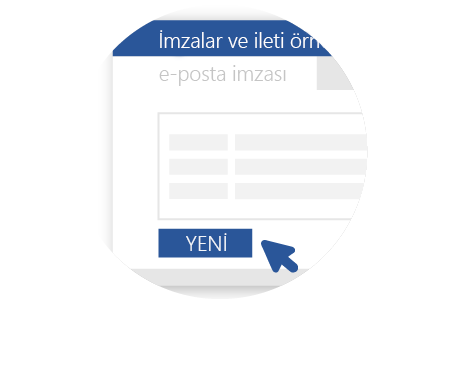 İmzalar ve ileti
e-posta imzası
YENİ